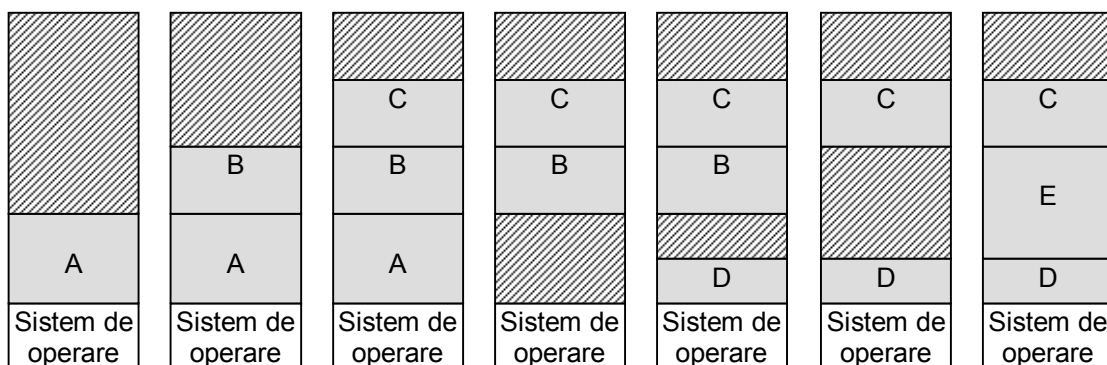 C C C C C
B B B B
E
A A A D D D
Sistem de Sistem de Sistem de Sistem de Sistem de Sistem de Sistem de
operare operare operare operare operare operare operare